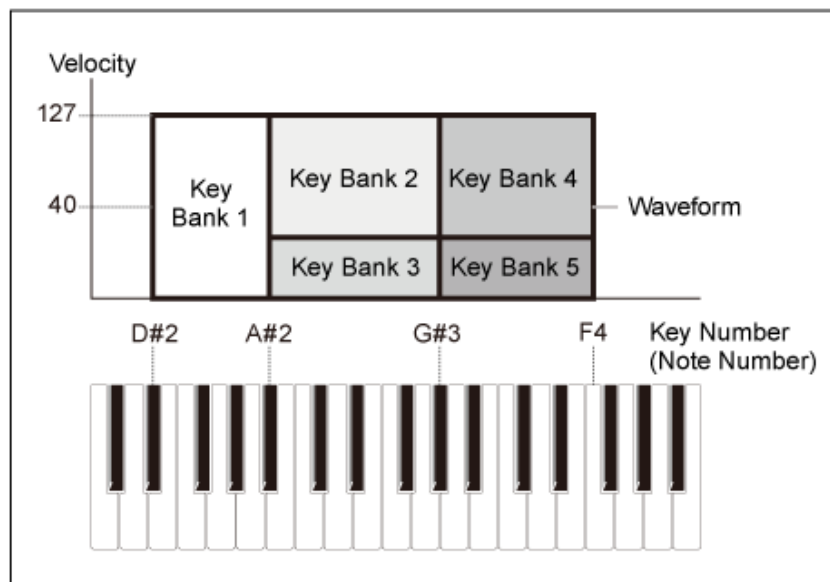 Velocity
127
40
Key
Bank 1
Key Bank 2
Key Bank 4
Key Bank 3
Key Bank 5
Waveform
D#2
A#2
G#3
F4
Key Number
(Note Number)